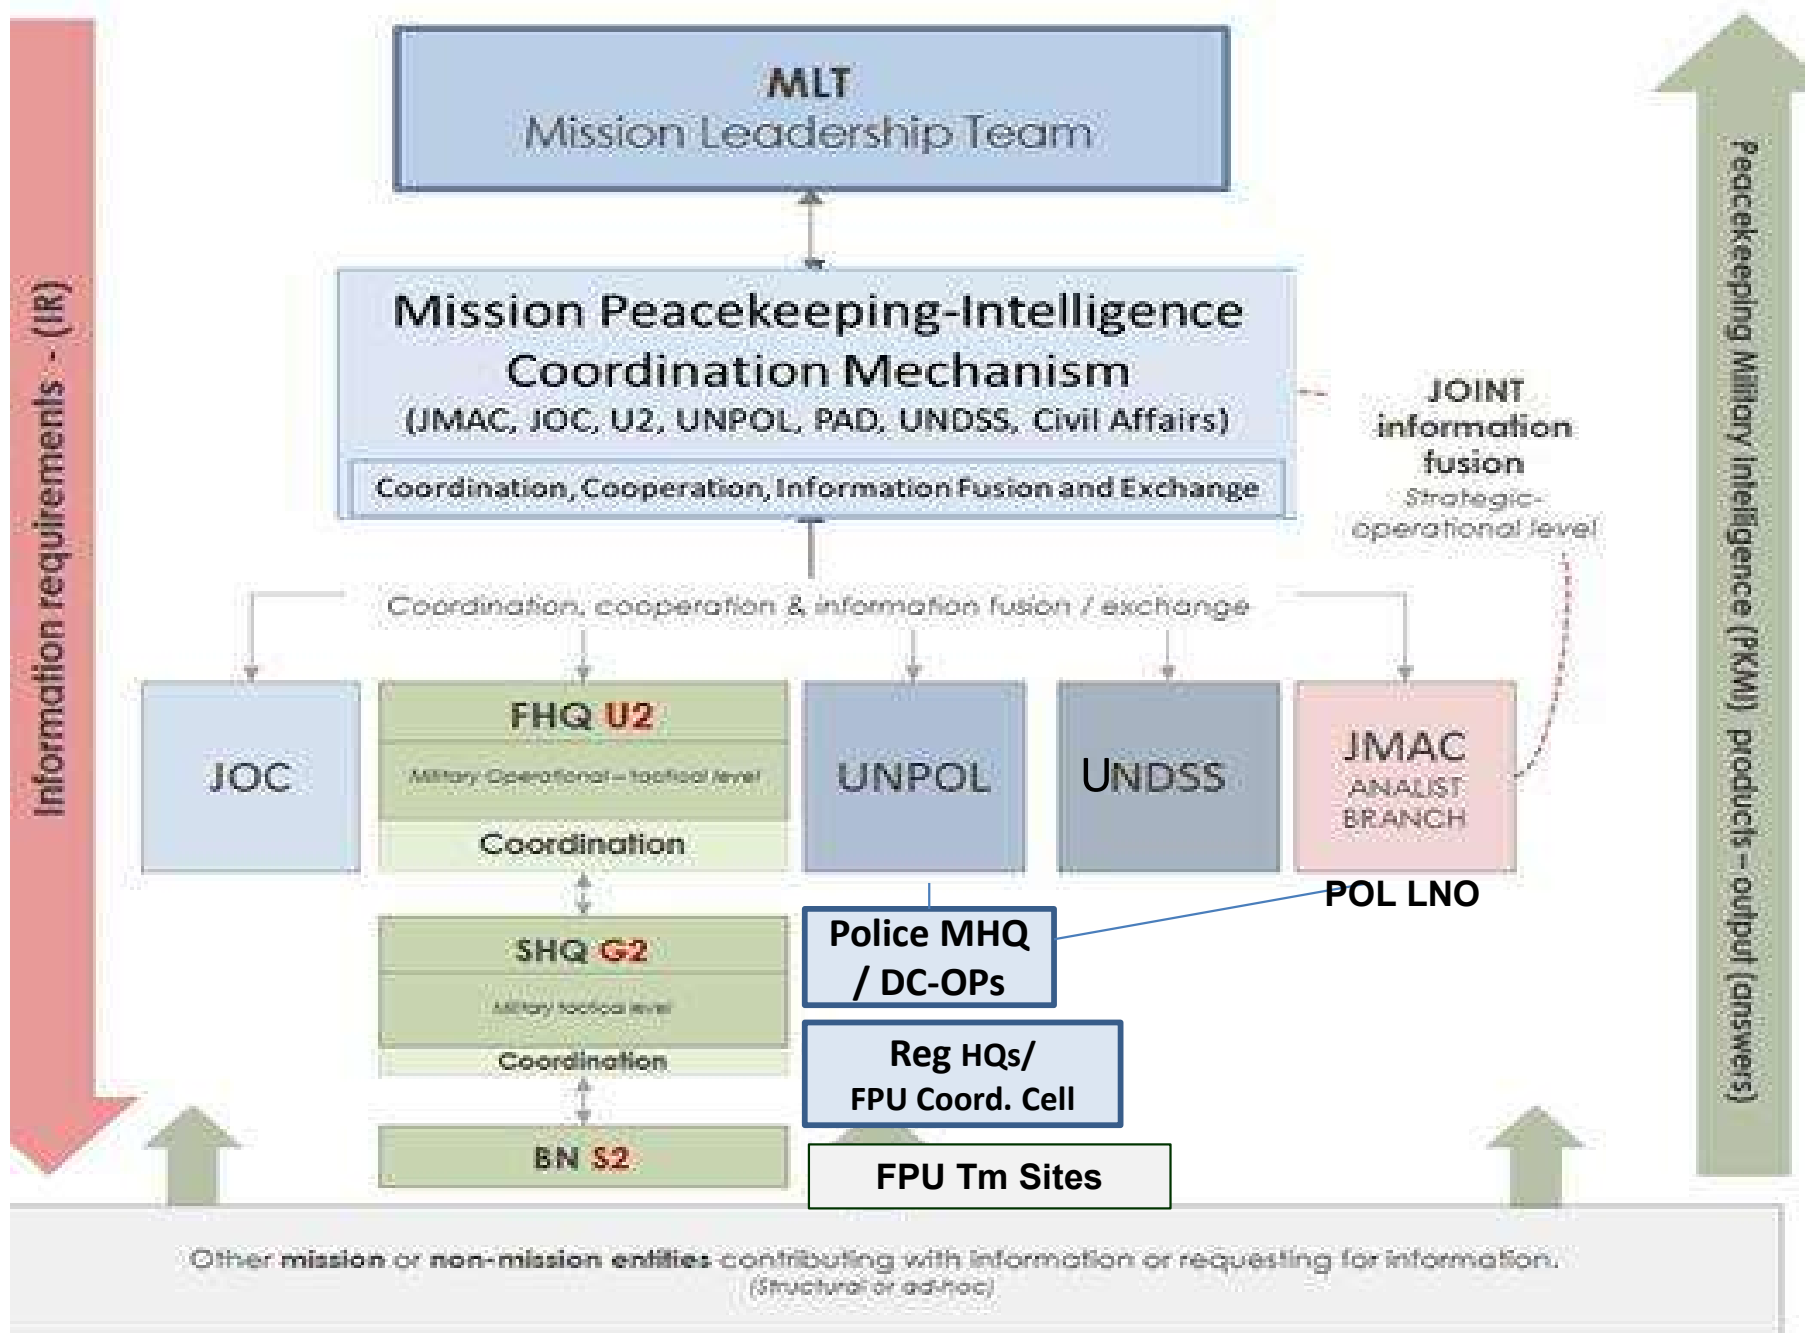 MLT
Mission Leadership Team
Mission Peacekeeping-Intelligence
Coordination Mechanism
(JMAC, JOC, U2, UNPOL, PAD, UNDSS, Civil Affairs)
Coordination, Cooperation, Information Fusion and Exchange
JOINT
information
fusion
Strategic-
operational level
Coordination, cooperation & information fusion / exchange
JOC
FHQ U2
Military Operational – tactical level
Coordination
SHQ G2
Military tactical level
Coordination
BN S2
UNPOL
UNDSS
JMAC
ANALIST
BRANCH
POL LNO
Police MHQ
/ DC-OPs
Reg HQs/
FPU Coord. Cell
FPU Tm Sites
Information requirements - (IR)
Peacekeeping Military Intelligence (PKMI) products – output (answers)
Other mission or non-mission entities contributing with information or requesting for information.
(Structural or ad-hoc)